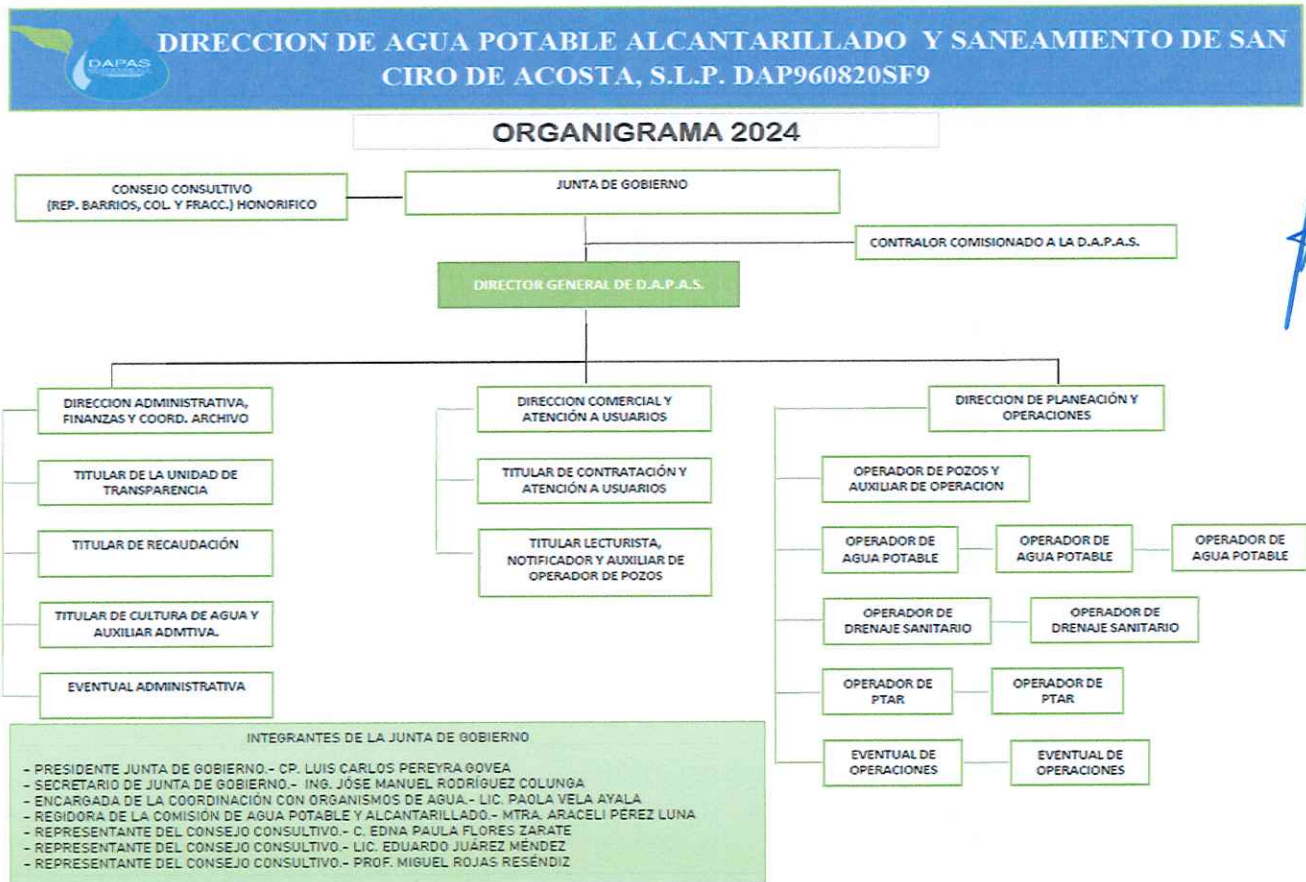 DAPAS
DIRECCION DE AGUA POTABLE ALCANTARILLADO Y SANEAMIENTO DE SAN
CIRO DE ACOSTA, S.L.P. DAP960820SF9
ORGANIGRAMA 2024
CONSEJO CONSULTIVO
(REP. BARRIOS, COL. Y FRACC.) HONORIFICO
JUNTA DE GOBIERNO
CONTRALOR COMISIONADO A LA D.A.P.A.S.
DIRECTOR GENERAL DE D.A.P.A.S.
DIRECCION ADMINISTRATIVA,
FINANZAS Y COORD. ARCHIVO
TITULAR DE LA UNIDAD DE
TRANSPARENCIA
TITULAR DE RECAUDACIÓN
TITULAR DE CULTURA DE AGUA Y
AUXILIAR ADMTIVA.
EVENTUAL ADMINISTRATIVA
DIRECCION COMERCIAL Y
ATENCIÓN A USUARIOS
TITULAR DE CONTRATACIÓN Y
ATENCIÓN A USUARIOS
TITULAR LECTURISTA,
NOTIFICADOR Y AUXILIAR DE
OPERADOR DE POZOS
DIRECCION DE PLANEACIÓN Y
OPERACIONES
OPERADOR DE POZOS Y
AUXILIAR DE OPERACION
OPERADOR DE
AGUA POTABLE
OPERADOR DE
AGUA POTABLE
OPERADOR DE
AGUA POTABLE
OPERADOR DE
DRENAJE SANITARIO
OPERADOR DE
DRENAJE SANITARIO
OPERADOR DE
PTAR
OPERADOR DE
PTAR
EVENTUAL DE
OPERACIONES
EVENTUAL DE
OPERACIONES
INTEGRANTES DE LA JUNTA DE GOBIERNO
- PRESIDENTE JUNTA DE GOBIERNO.- CP. LUIS CARLOS PEREYRA GOVEA
- SECRETARIO DE JUNTA DE GOBIERNO.- ING. JÓSE MANUEL RODRÍGUEZ COLUNGA
- ENCARGADA DE LA COORDINACIÓN CON ORGANISMOS DE AGUA.- LIC. PAOLA VELA AYALA
- REGIDORA DE LA COMISIÓN DE AGUA POTABLE Y ALCANTARILLADO.- MTRA. ARACELI PÉREZ LUNA
- REPRESENTANTE DEL CONSEJO CONSULTIVO.- C. EDNA PAULA FLORES ZARATE
- REPRESENTANTE DEL CONSEJO CONSULTIVO.- LIC. EDUARDO JUÁREZ MÉNDEZ
- REPRESENTANTE DEL CONSEJO CONSULTIVO.- PROF. MIGUEL ROJAS RESÉNDIZ